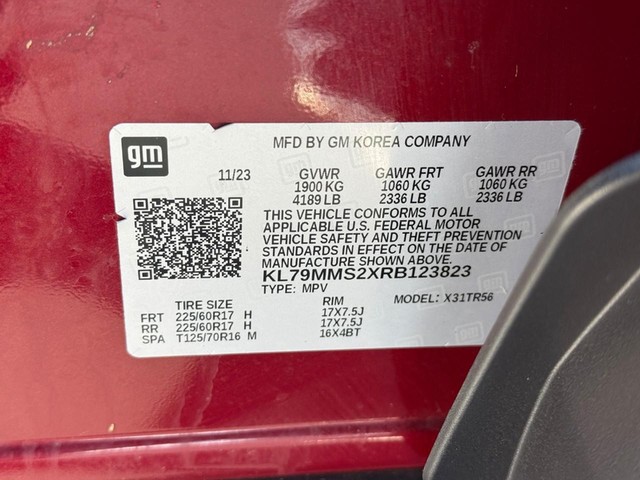 gm
MFD BY GM KOREA COMPANY
11/23 GVWR GAWR FRT GAWR RR
1900 KG 1060 KG 1060 KG
4189 LB 2336 LB 2336 LB
THIS VEHICLE CONFORMS TO ALL
APPLICABLE U.S. FEDERAL MOTOR
VEHICLE SAFETY AND THEFT PREVENTION
STANDARDS IN EFFECT ON THE DATE OF
MANUFACTURE SHOWN ABOVE.
KL79MMS2XRB123823
TYPE: MPV MODEL: X31TR56
TIRE SIZE RIM
FRT 225/60R17 H 17X7.5J
RR 225/60R17 H 17X7.5J
SPA T125/70R16 M 16X4BT